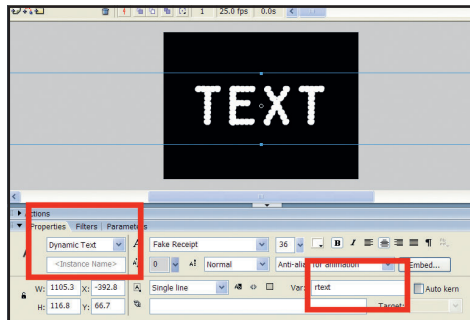 1 25.0 fps 0.0s
TEXT
Actions
Properties Filters Parameters
Dynamic Text A Fake Receipt 36 B I
<Instance Name> 0 Normal Anti-alias for animation Embed...
W: 1105.3 X: -392.8 Single line Var: rtext Auto kern
H: 116.8 Y: 66.7 Target: